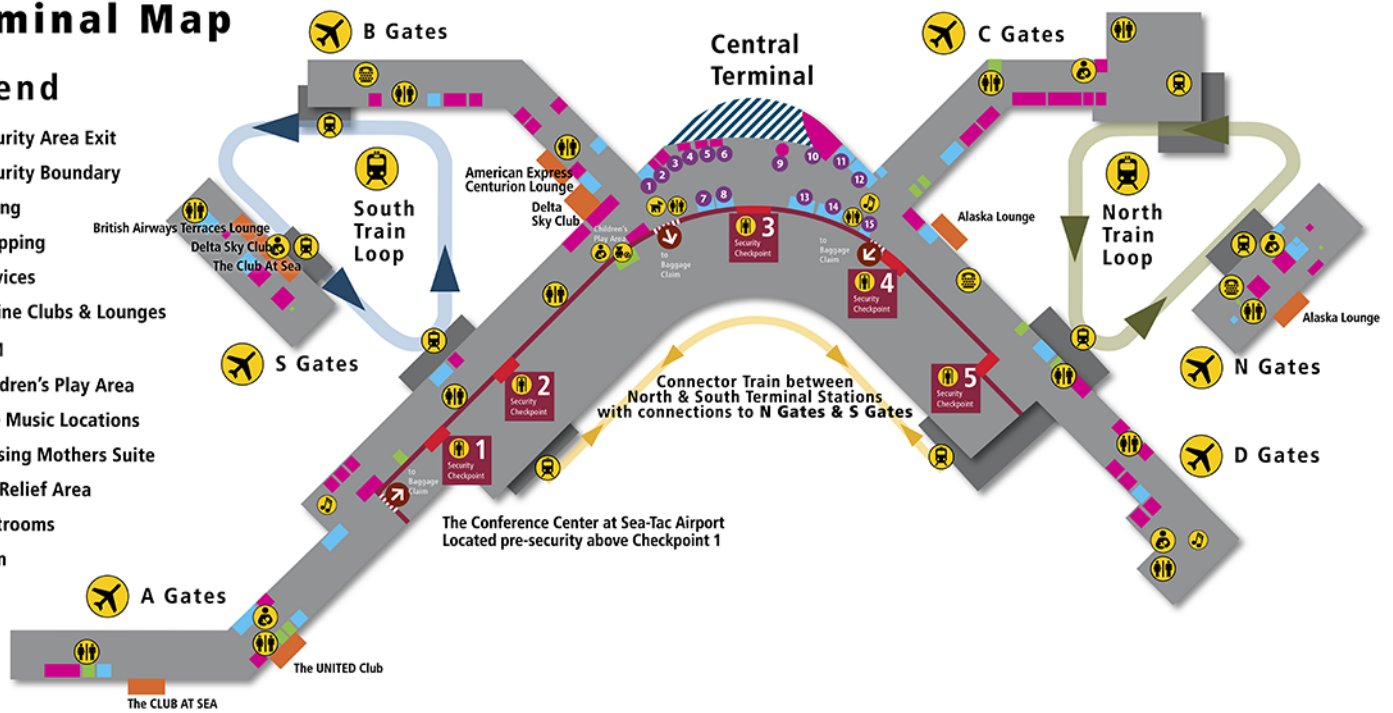 minal Map
end
urity Area Exit
urity Boundary
ng
pping
vices
ine Clubs & Lounges
dren's Play Area
Music Locations
sing Mothers Suite
Relief Area
trooms
n
B Gates
Central
Terminal
C Gates
South
Train
Loop
American Express
Centurion Lounge
Delta
Sky Club
British Airways Terraces Lounge
Delta Sky Club
The Club At Sea
S Gates
Children's
Play Area
to
Baggage
Claim
1
2
3
4
5
6
7
8
9
10
11
12
13
14
15
3
Security
Checkpoint
to
Baggage
Claim
4
Security
Checkpoint
Alaska Lounge
North
Train
Loop
Alaska Lounge
N Gates
D Gates
2
Security
Checkpoint
1
Security
Checkpoint
to
Baggage
Claim
5
Security
Checkpoint
Connector Train between
North & South Terminal Stations
with connections to N Gates & S Gates
The Conference Center at Sea-Tac Airport
Located pre-security above Checkpoint 1
A Gates
The UNITED Club
The CLUB AT SEA